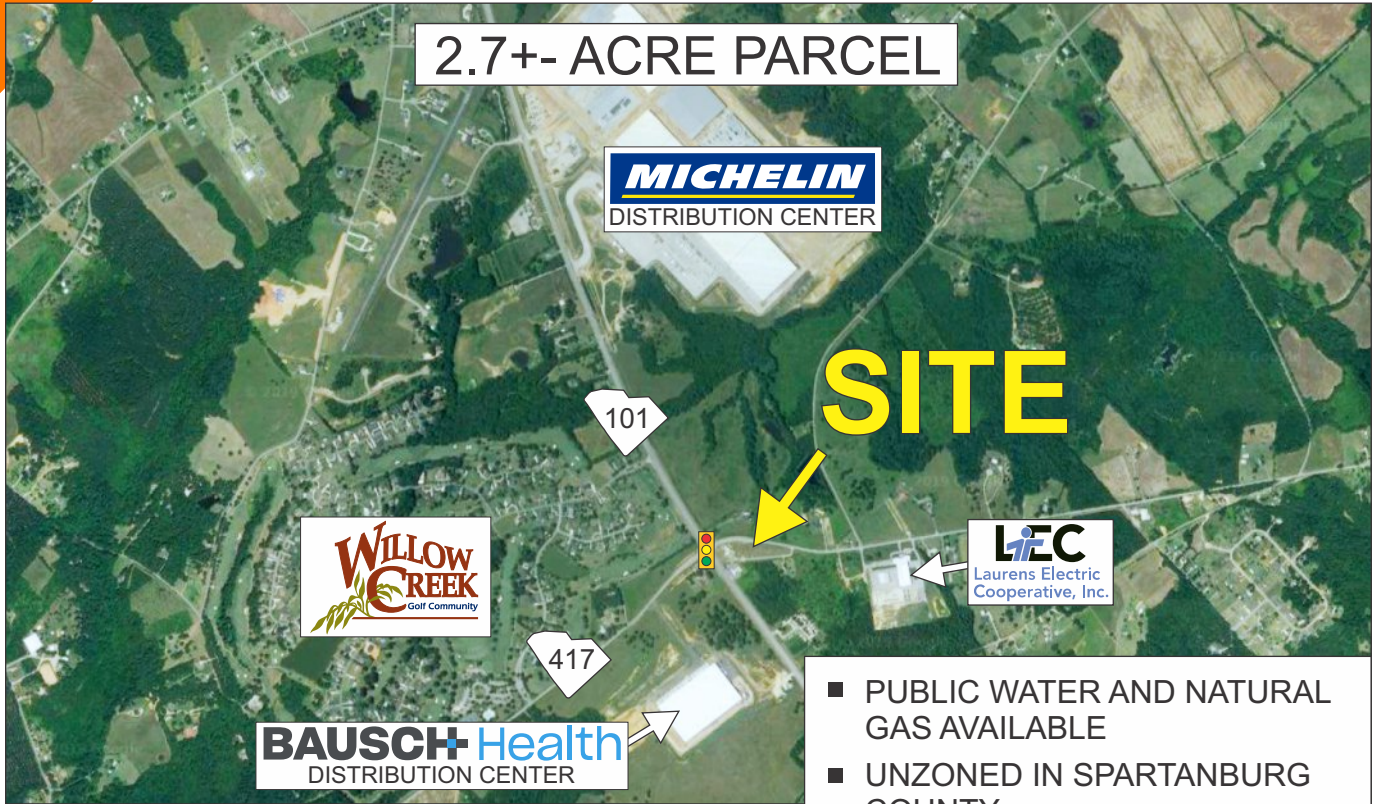 2.7+- ACRE PARCEL
MICHELIN
DISTRIBUTION CENTER
SITE
101
WILLOW
CREEK
Golf Community
LEC
Laurens Electric
Cooperative, Inc.
417
BAUSCH+ Health
DISTRIBUTION CENTER
■ PUBLIC WATER AND NATURAL
GAS AVAILABLE
■ UNZONED IN SPARTANBURG
COUNTY